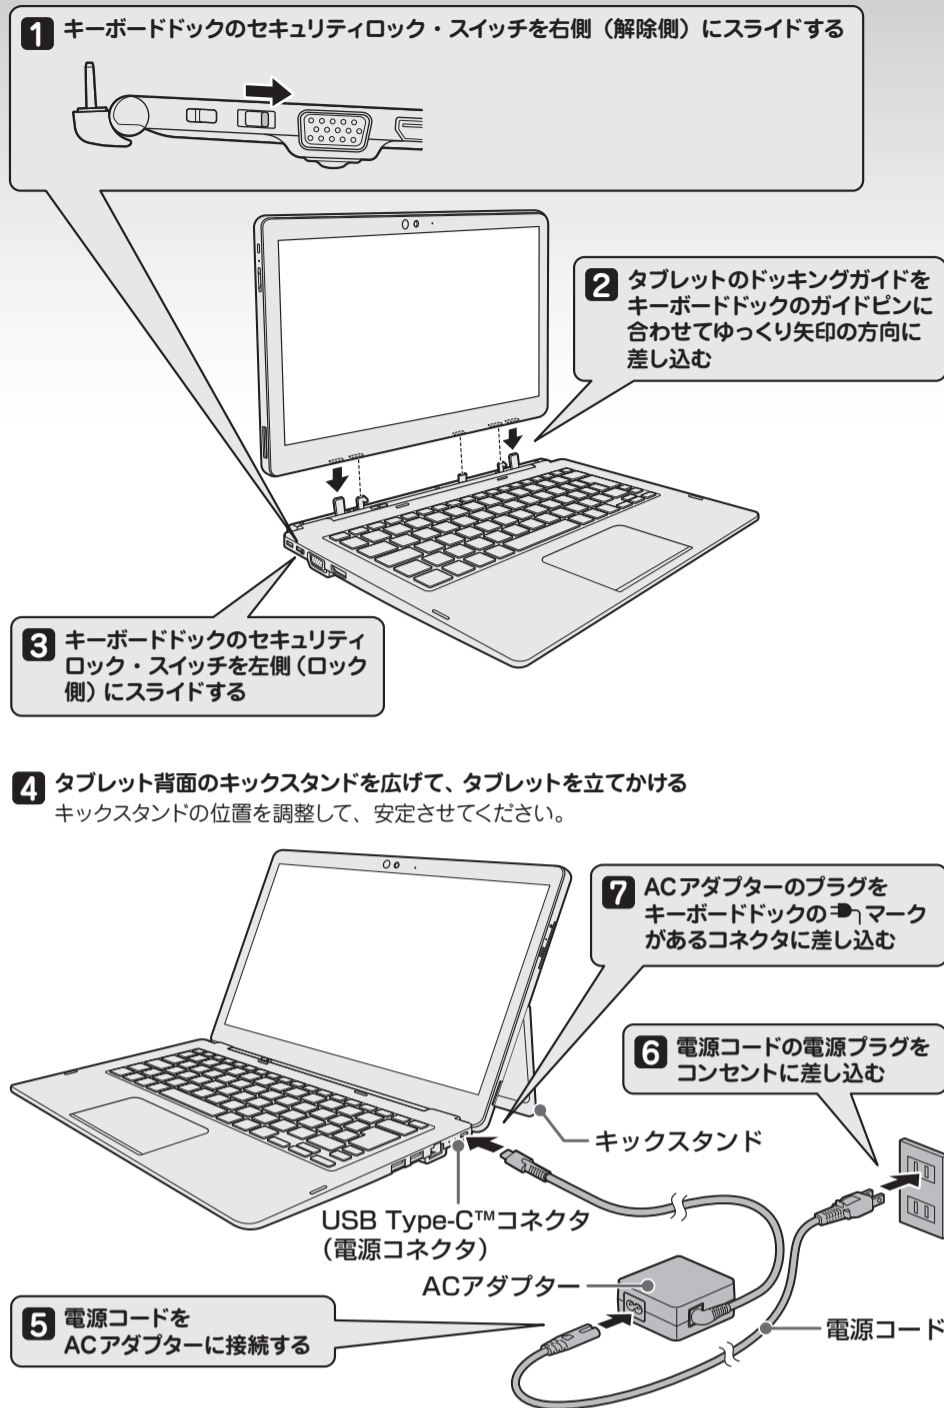 1 キーボードドックのセキュリティロック・スイッチを右側（解除側）にスライドする
2 タブレットのドッキングガイドを
キーボードドックのガイドピンに
合わせてゆっくり矢印の方向に
差し込む
3 キーボードドックのセキュリティ
ロック・スイッチを左側（ロック
側）にスライドする
4 タブレット背面のキックスタンドを広げて、タブレットを立てかける
キックスタンドの位置を調整して、安定させてください。
7 ACアダプターのプラグを
キーボードドックの マーク
があるコネクタに差し込む
6 電源コードの電源プラグを
コンセントに差し込む
キックスタンド
USB Type-C™コネクタ
（電源コネクタ）
ACアダプター
5 電源コードを
ACアダプターに接続する
電源コード